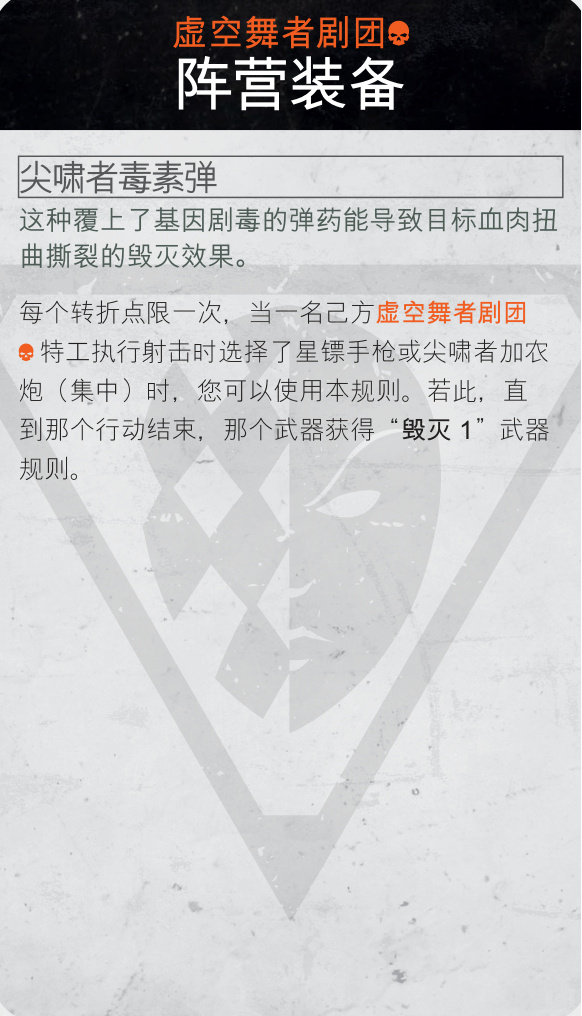 虚空舞者剧团
阵营装备
尖啸者毒素弹
这种覆上了基因剧毒的弹药能导致目标血肉扭
曲撕裂的毁灭效果。
每个转折点限一次，当一名己方虚空舞者剧团
特工执行射击时选择了星镖手枪或尖啸者加农
炮（集中）时，您可以使用本规则。若此，直
到那个行动结束，那个武器获得“毁灭 1”武器
规则。